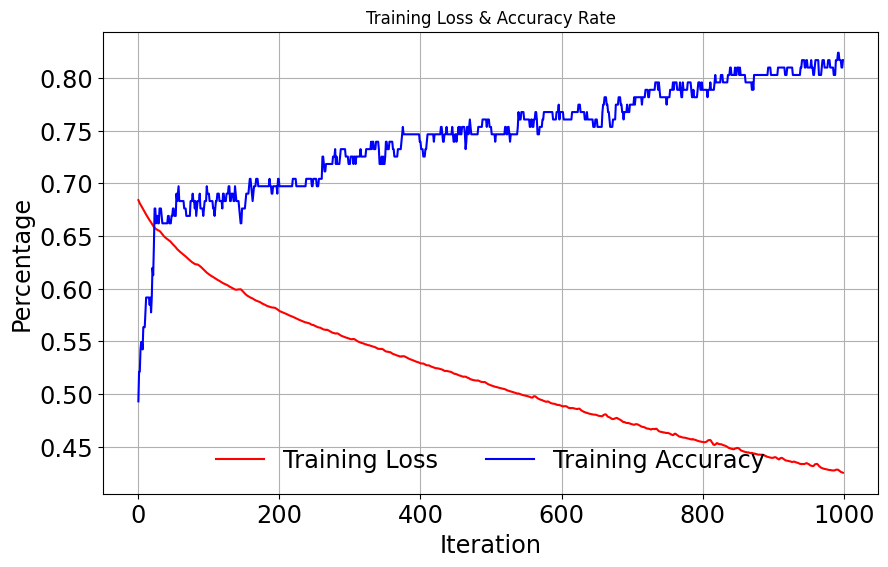 Training Loss & Accuracy Rate
0.80
0.75
0.70
0.65
0.60
0.55
0.50
0.45
Percentage
Training Loss
Training Accuracy
0
200
400
600
800
1000
Iteration